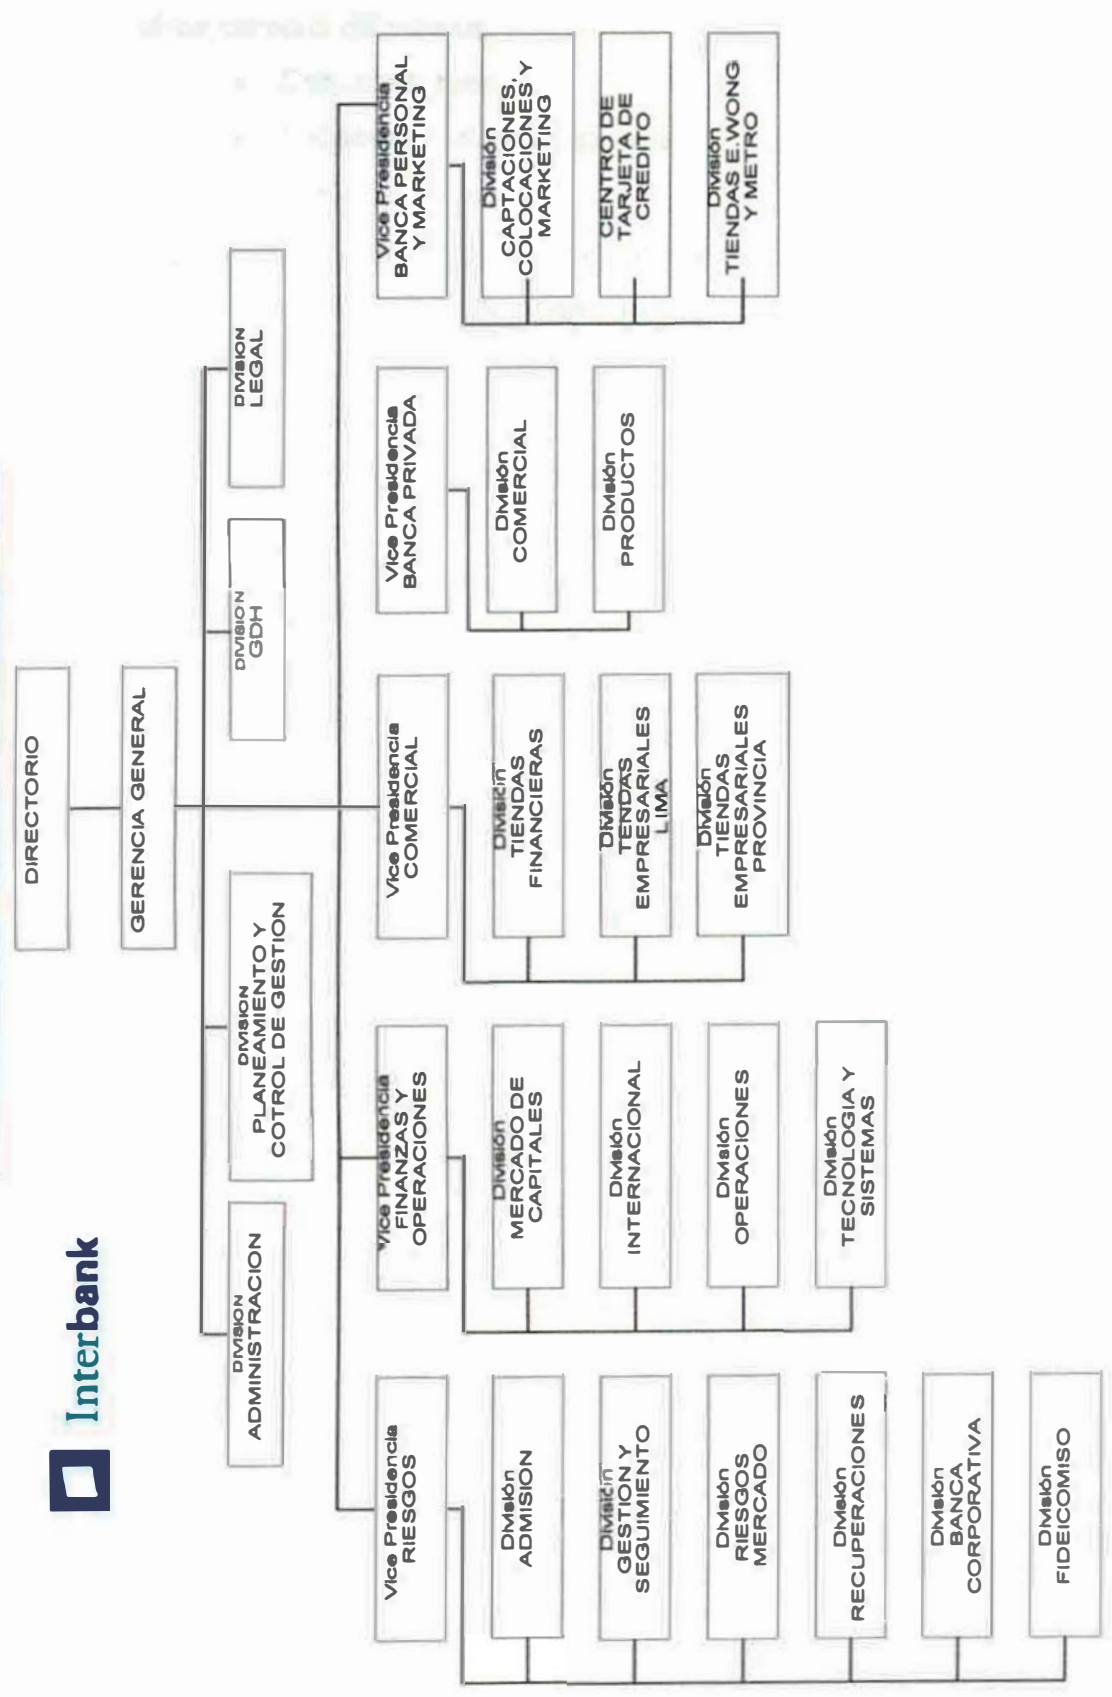 Interbank
DIRECTORIO
GERENCIA GENERAL
DIVISION
ADMINISTRACION
DIVISION
PLANEAMIENTO Y
COTROL DE GESTION
DIVISION
GDH
DIVISION
LEGAL
Vice Presidencia
RIESGOS
División
ADMISION
División
GESTION Y
SEGUIMIENTO
División
RIESGOS
MERCADO
División
RECUPERACIONES
División
BANCA
CORPORATIVA
División
FIDEICOMISO
Vice Presidencia
FINANZAS Y
OPERACIONES
División
MERCADO DE
CAPITALES
División
INTERNACIONAL
División
OPERACIONES
División
TECNOLOGIA Y
SISTEMAS
Vice Presidencia
COMERCIAL
División
TIENDAS
FINANCIERAS
División
TENDAS
EMPRESARIALES
LIMA
División
TIENDAS
EMPRESARIALES
PROVINCIA
Vice Presidencia
BANCA PRIVADA
División
COMERCIAL
División
PRODUCTOS
Vice Presidencia
BANCA PERSONAL
Y MARKETING
División
CAPTACIONES,
COLOCACIONES Y
MARKETING
CENTRO DE
TARJETA DE
CREDITO
División
TIENDAS E.WONG
Y METRO